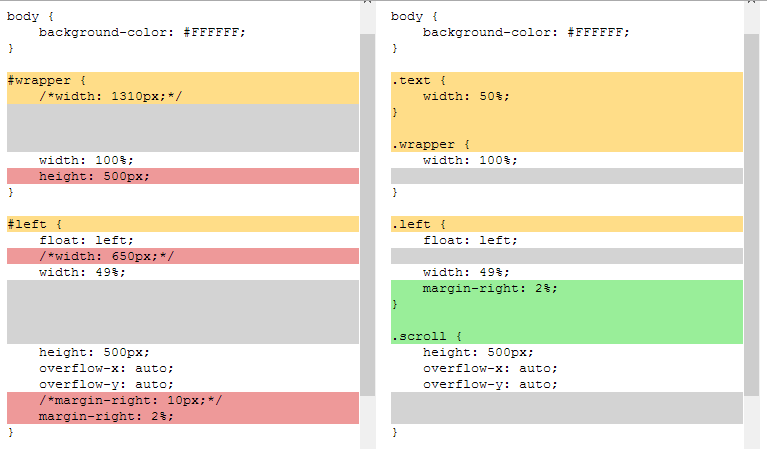 body {
    background-color: #FFFFFF;
}
#wrapper {
    /*width: 1310px;*/
    width: 100%;
    height: 500px;
}
#left {
    float: left;
    /*width: 650px;*/
    width: 49%;
    height: 500px;
    overflow-x: auto;
    overflow-y: auto;
    /*margin-right: 10px;*/
    margin-right: 2%;
}
body {
    background-color: #FFFFFF;
}
.text {
    width: 50%;
}
.wrapper {
    width: 100%;
}
.left {
    float: left;
    width: 49%;
    margin-right: 2%;
}
.scroll {
    height: 500px;
    overflow-x: auto;
    overflow-y: auto;
}